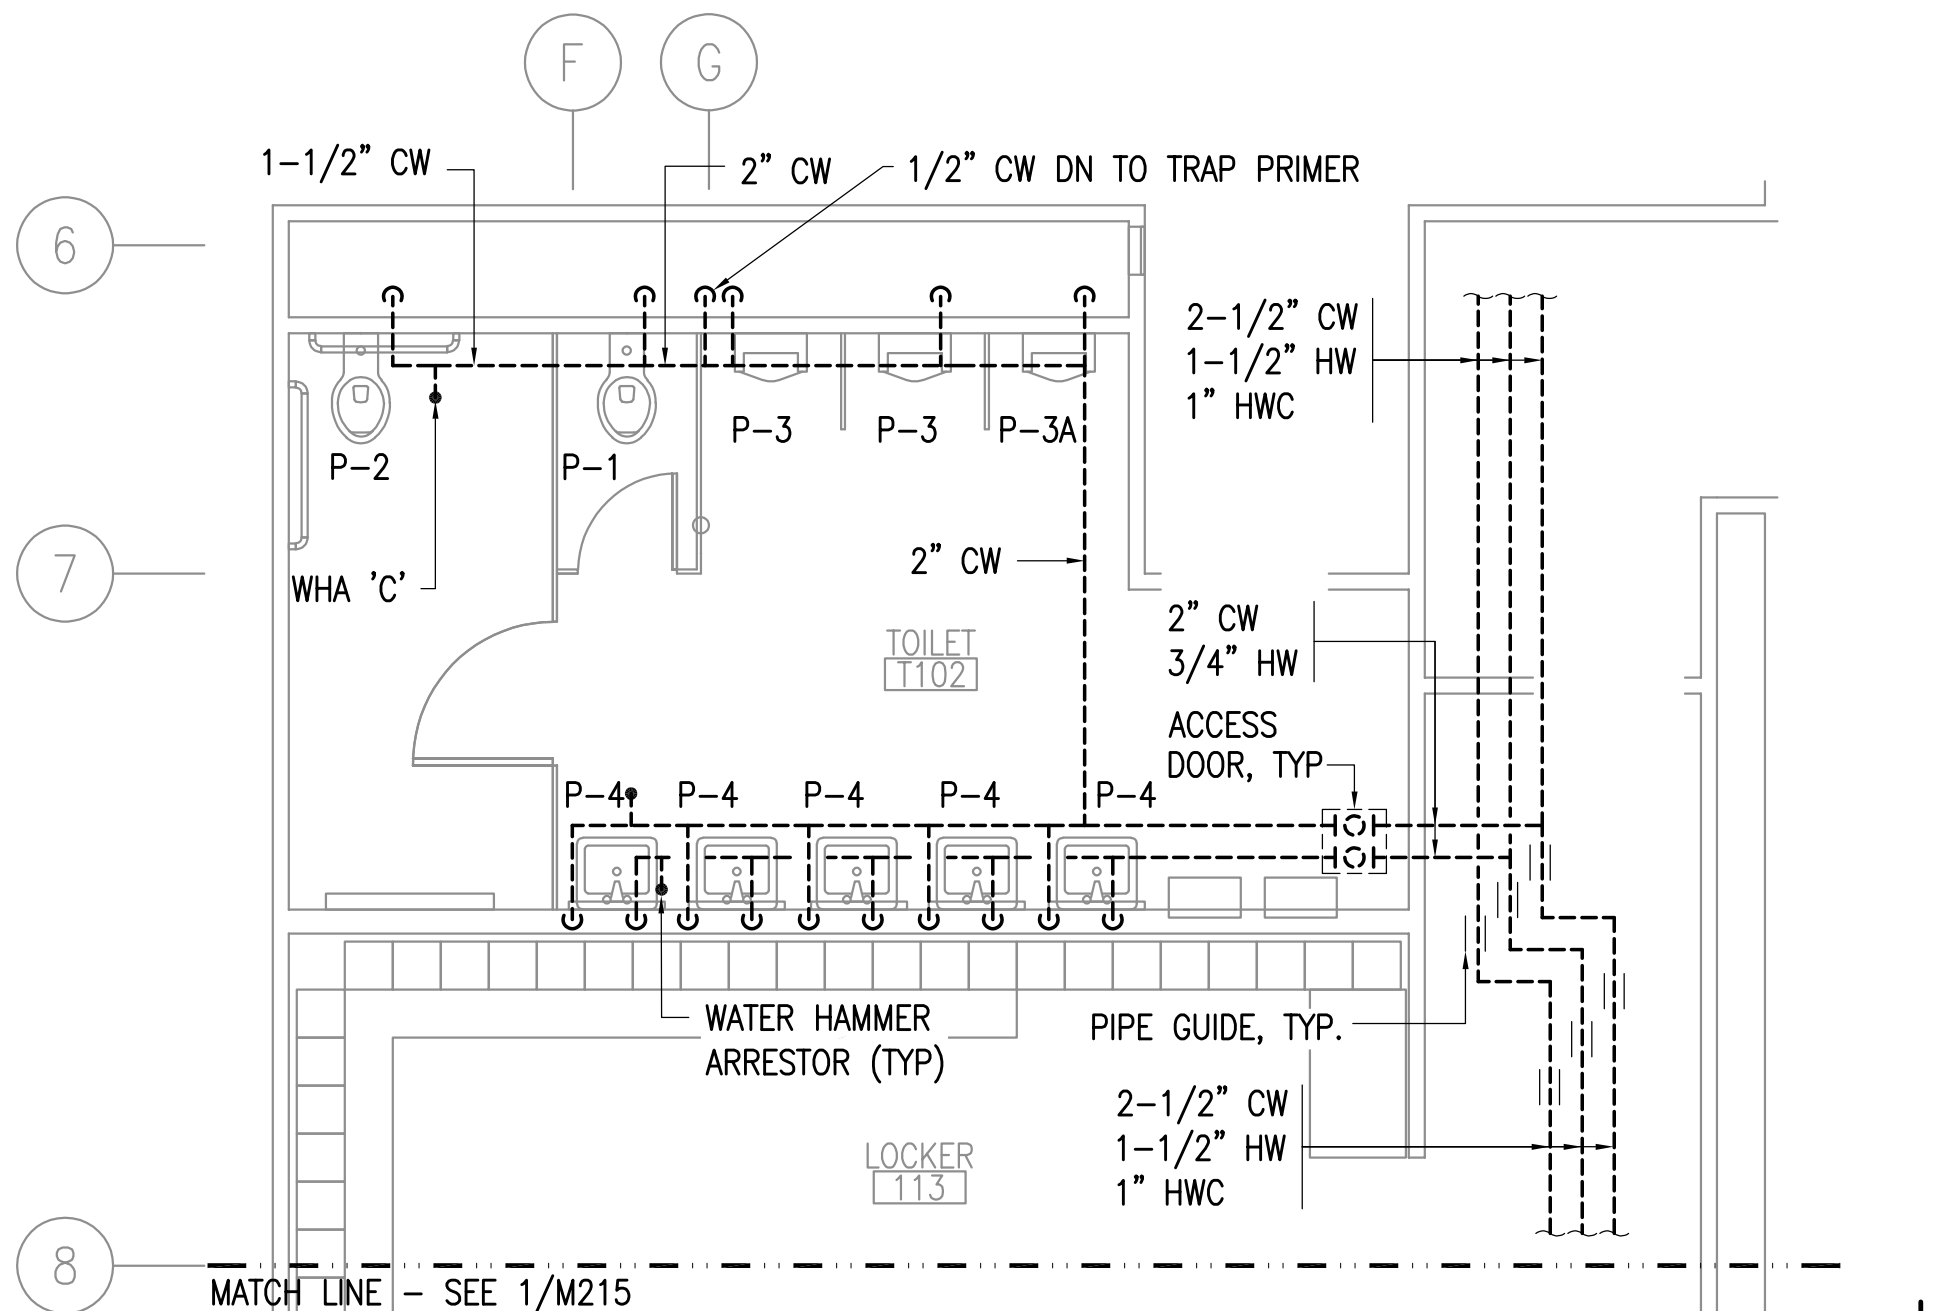 F
G
1-1/2" CW
2" CW
1/2" CW DN TO TRAP PRIMER
6
2-1/2" CW
1-1/2" HW
1" HWC
P-3
P-3
P-3A
P-2
P-1
7
2" CW
WHA 'C'
2" CW
3/4" HW
TOILET
T102
ACCESS
DOOR, TYP
P-4
P-4
P-4
P-4
P-4
WATER HAMMER
ARRESTOR (TYP)
PIPE GUIDE, TYP.
2-1/2" CW
1-1/2" HW
1" HWC
LOCKER
113
8
MATCH LINE - SEE 1/M215